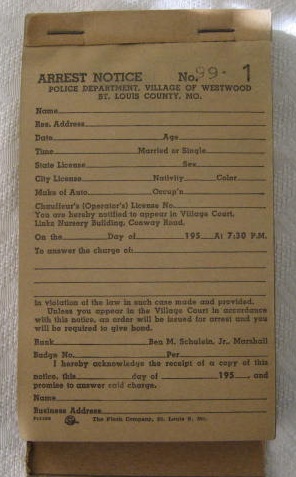 ARREST NOTICE No. 99. 1
POLICE DEPARTMENT, VILLAGE OF WESTWOOD
ST. LOUIS COUNTY, MO.
Name
Res. Address
Date Age
Time Married or Single
State License Sex
City License Nativity Color
Make of Auto Occup'n
Chauffeur's (Operator's) License No.
You are hereby notified to appear in Village Court,
Links Nursery Building, Conway Road.
On the Day of 195 At 7:30 P.M.
To answer the charge of:
in violation of the law in such case made and provided.
Unless you appear in the Village Court in accordance
with this notice, an order will be issued for arrest and you
will be required to give bond.
Rank Ben M. Schulein, Jr., Marshall
Badge No. Per
I hereby acknowledge the receipt of a copy of this
notice, this day of 195 and
promise to answer said charge.
Name
Business Address
The Flesh Company, St. Louis 8, Mo.